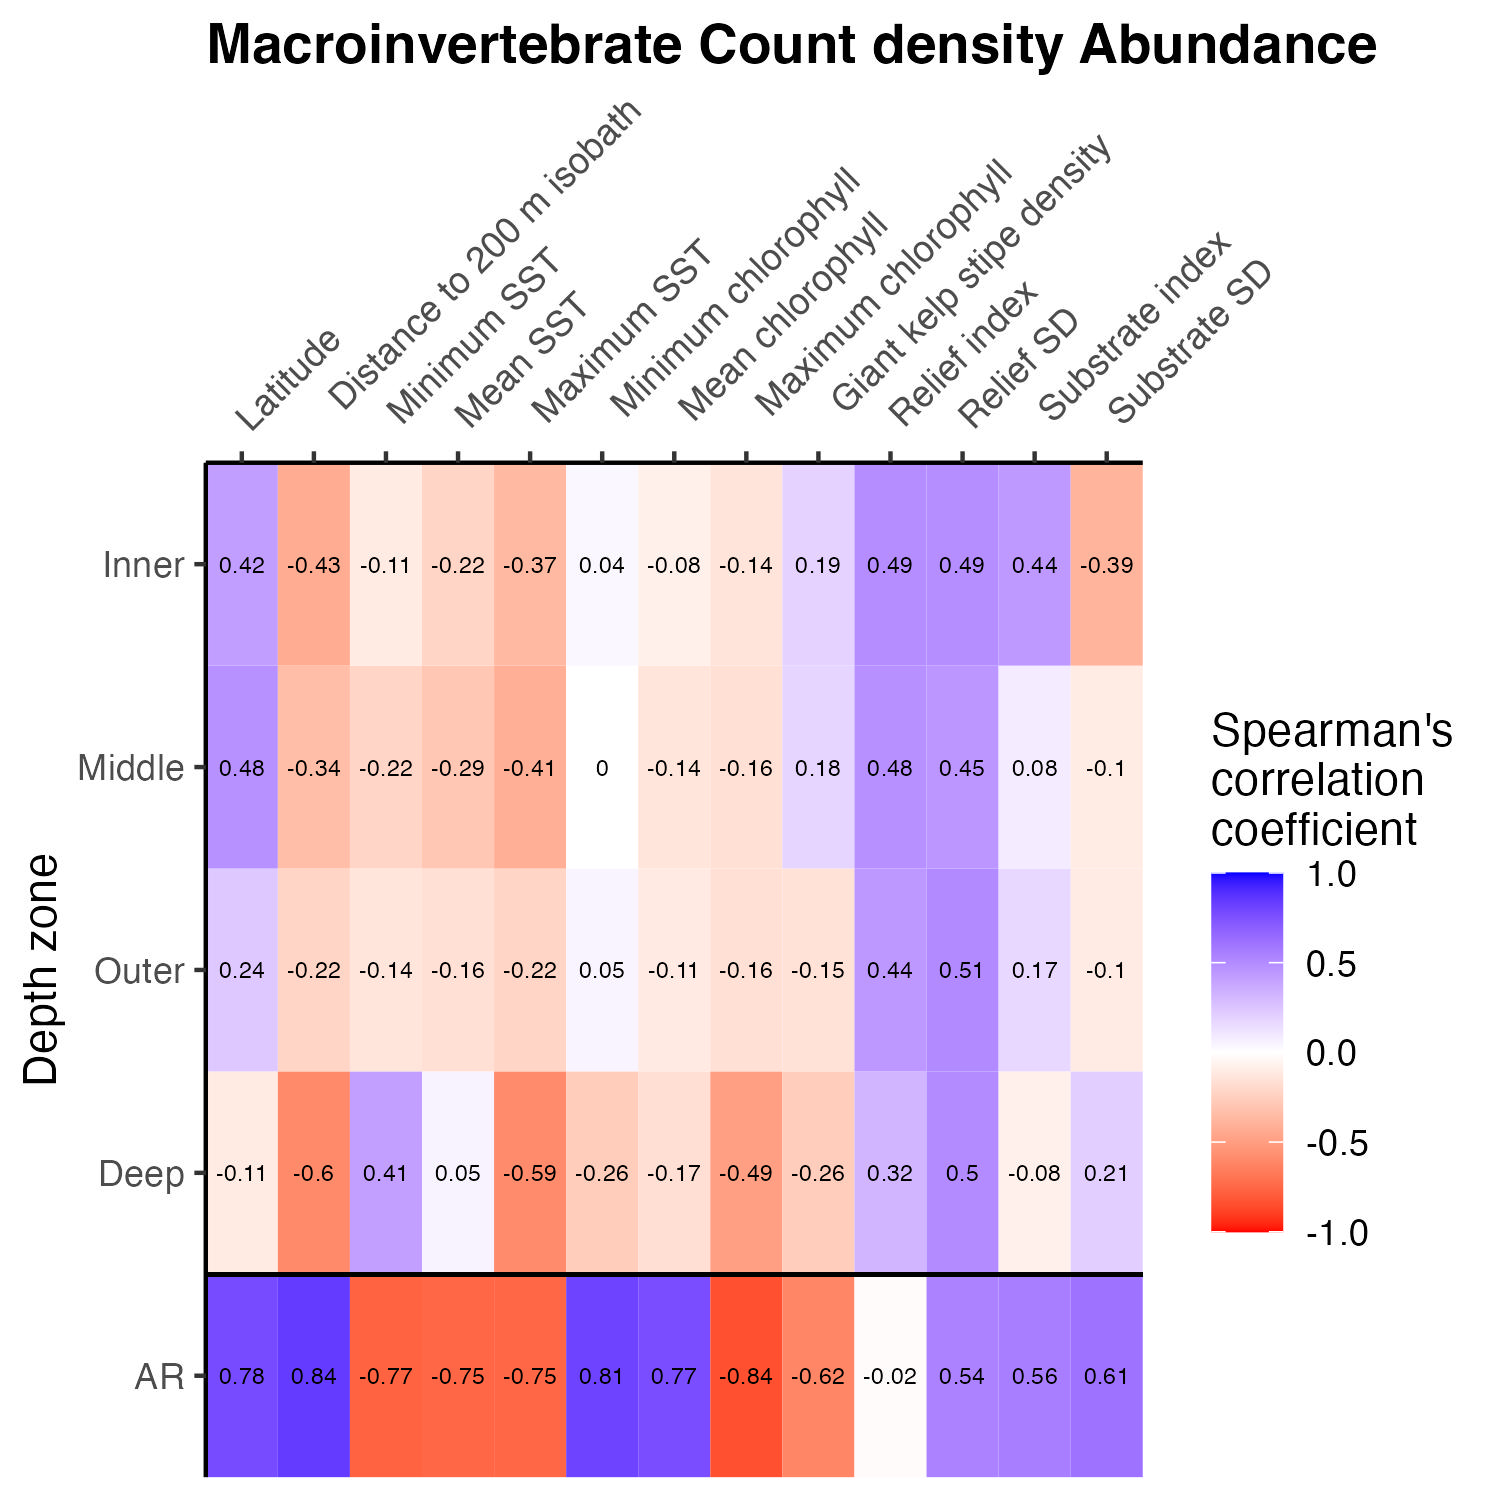 Macroinvertebrate Count density Abundance
Latitude
Distance to 200 m isobath
Minimum SST
Mean SST
Maximum SST
Minimum chlorophyll
Mean chlorophyll
Maximum chlorophyll
Giant kelp stipe density
Relief index
Relief SD
Substrate index
Substrate SD
Depth zone
Inner 0.42 -0.43 -0.11 -0.22 -0.37 0.04 -0.08 -0.14 0.19 0.49 0.49 0.44 -0.39
Middle 0.48 -0.34 -0.22 -0.29 -0.41 0 -0.14 -0.16 0.18 0.48 0.45 0.08 -0.1
Outer 0.24 -0.22 -0.14 -0.16 -0.22 0.05 -0.11 -0.16 -0.15 0.44 0.51 0.17 -0.1
Deep -0.11 -0.6 0.41 0.05 -0.59 -0.26 -0.17 -0.49 -0.26 0.32 0.5 -0.08 0.21
AR 0.78 0.84 -0.77 -0.75 -0.75 0.81 0.77 -0.84 -0.62 -0.02 0.54 0.56 0.61
Spearman's
correlation
coefficient
1.0
0.5
0.0
-0.5
-1.0